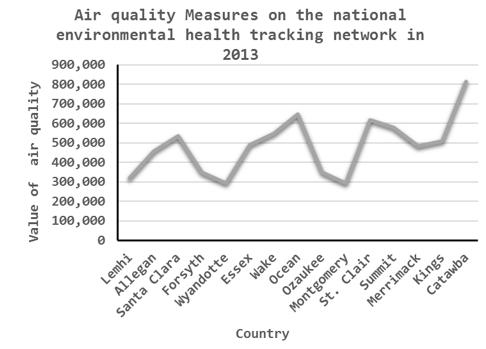 Air quality Measures on the national
environmental health tracking network in
2013
Value of air quality
900,000
800,000
700,000
600,000
500,000
400,000
300,000
200,000
100,000
0
Lemhi
Allegan
Santa Clara
Forsyth
Wyandotte
Essex
Wake
Ocean
Ozaukee
Montgomery
St. Clair
Summit
Merrimack
Kings
Catawba
Country